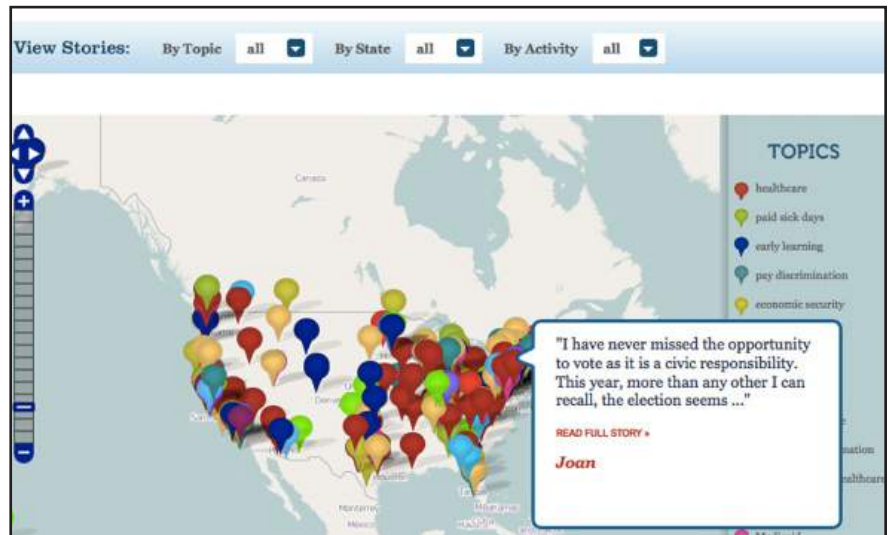 View Stories: By Topic all By State all By Activity all
Canada
TOPICS
healthcare
paid sick days
early learning
pay discrimination
economic security
"I have never missed the opportunity
to vote as it is a civic responsibility.
This year, more than any other I can
recall, the election seems ..."
READ FULL STORY »
Joan
nation
healthcare